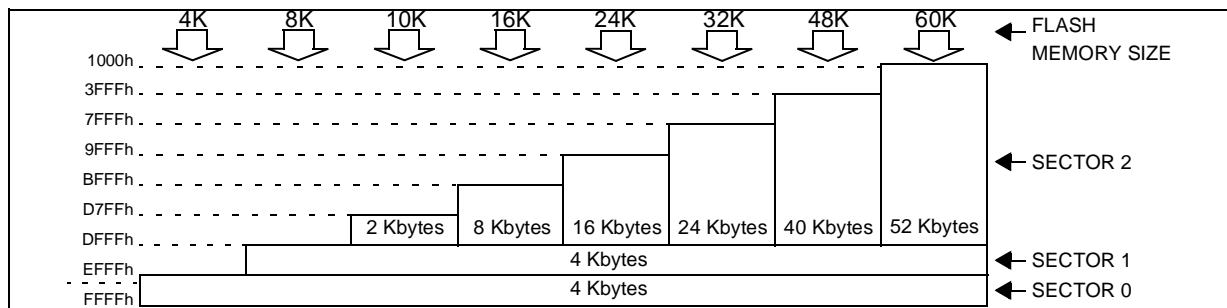 4K 8K 10K 16K 24K 32K 48K 60K
FLASH
MEMORY SIZE
1000h
3FFFh
7FFFh
9FFFh
SECTOR 2
BFFFh
D7FFh
2 Kbytes 8 Kbytes 16 Kbytes 24 Kbytes 40 Kbytes 52 Kbytes
DFFFh
4 Kbytes
SECTOR 1
EFFFh
4 Kbytes
SECTOR 0
FFFFh